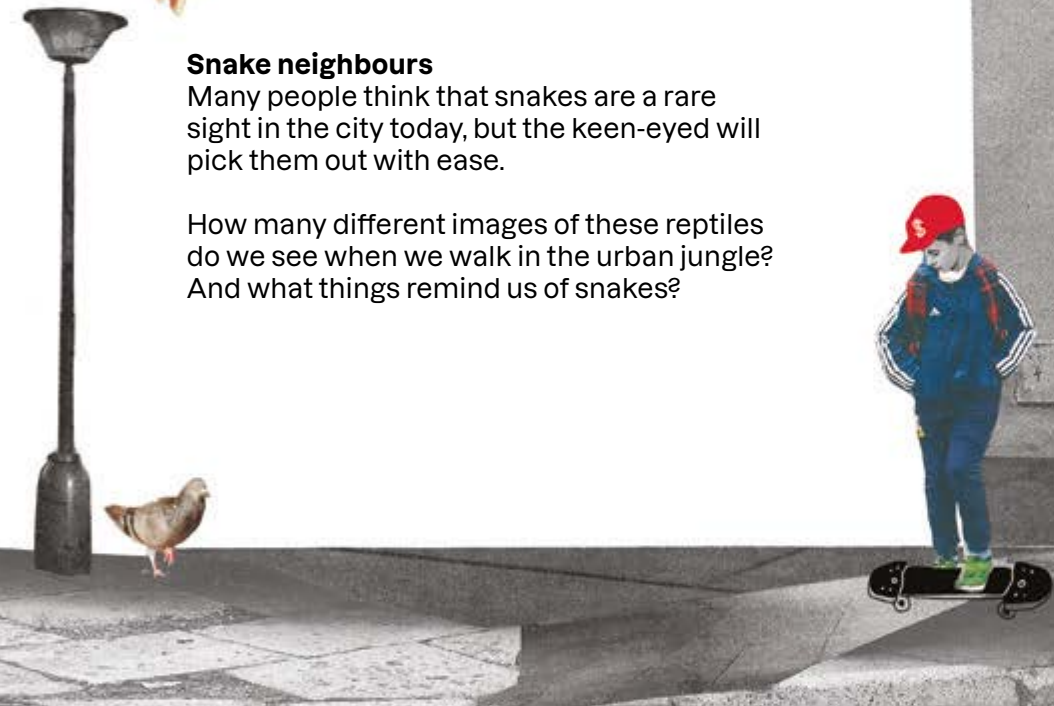 Snake neighbours
Many people think that snakes are a rare
sight in the city today, but the keen-eyed will
pick them out with ease.
How many different images of these reptiles
do we see when we walk in the urban jungle?
And what things remind us of snakes?
$